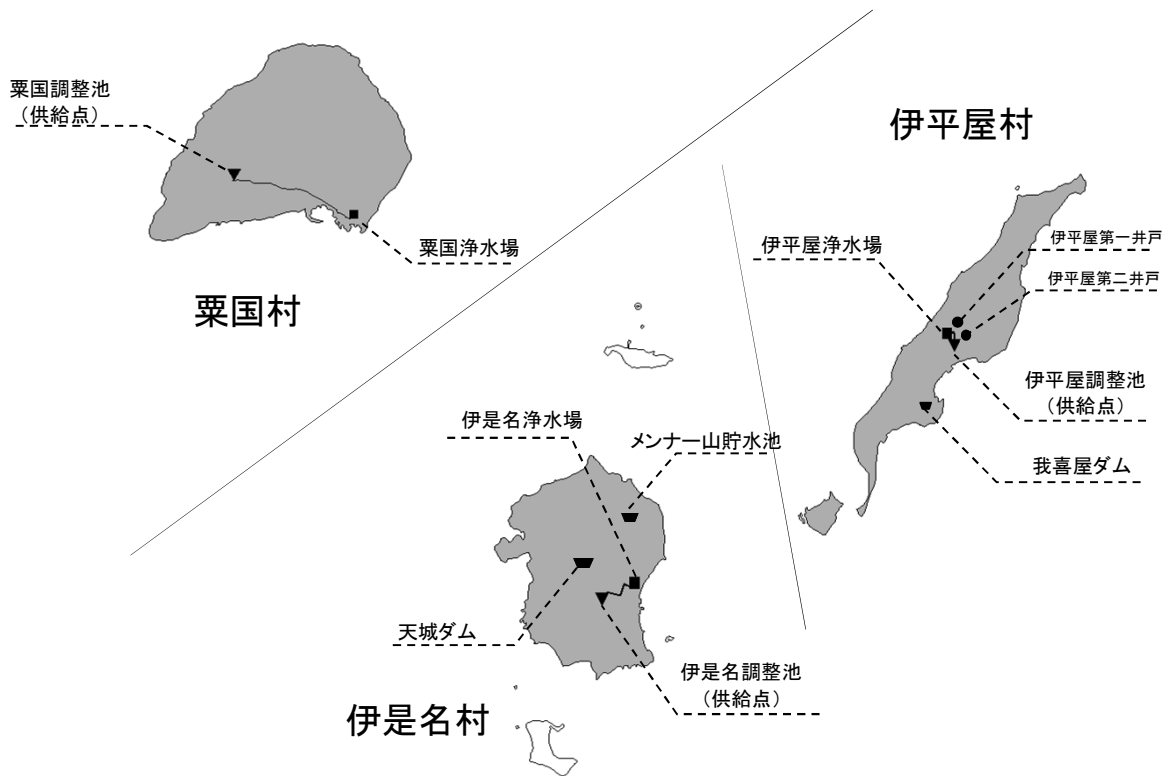 粟国調整池
（供給点）
粟国浄水場
粟国村
伊平屋村
伊平屋浄水場
伊平屋第一井戸
伊平屋第二井戸
伊平屋調整池
（供給点）
我喜屋ダム
伊是名浄水場
メンナー山貯水池
天城ダム
伊是名調整池
（供給点）
伊是名村